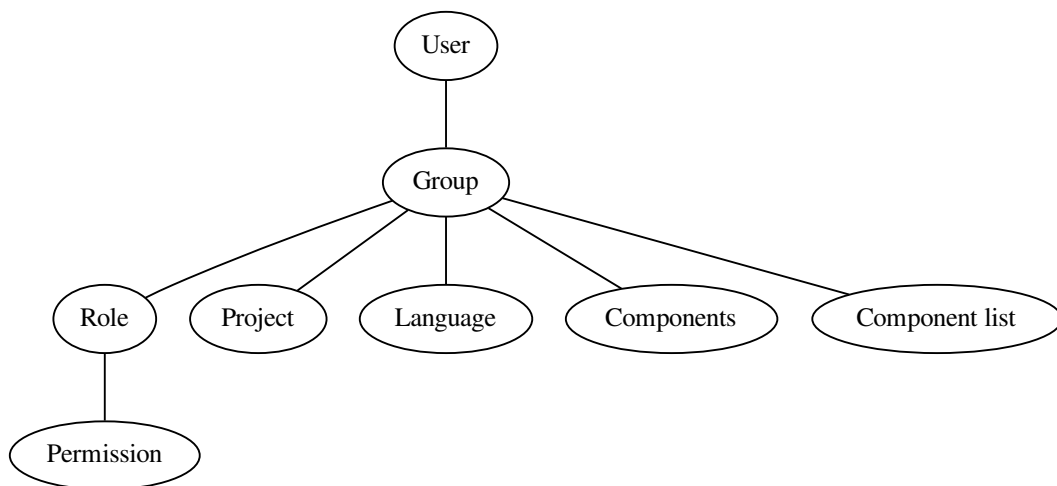 User
Group
Role
Project
Language
Components
Component list
Permission